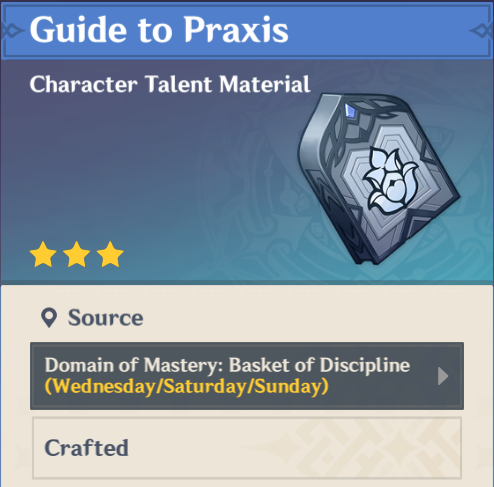 Guide to Praxis
Character Talent Material
Source
Domain of Mastery: Basket of Discipline
(Wednesday/Saturday/Sunday)
Crafted